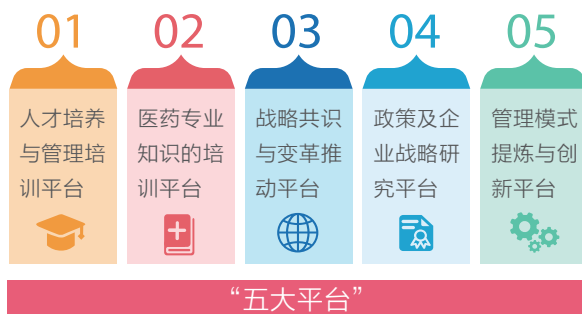 01
人才培养
与管理培
训平台
02
医药专业
知识的培
训平台
03
战略共识
与变革推
动平台
04
政策及企
业战略研
究平台
05
管理模式
提炼与创
新平台
“五大平台”